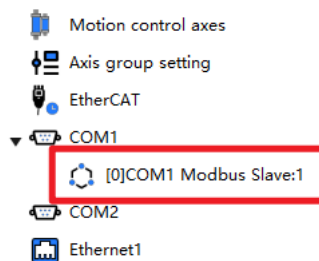 Motion control axes
Axis group setting
EtherCAT
COM1
[0]COM1 Modbus Slave:1
COM2
Ethernet1